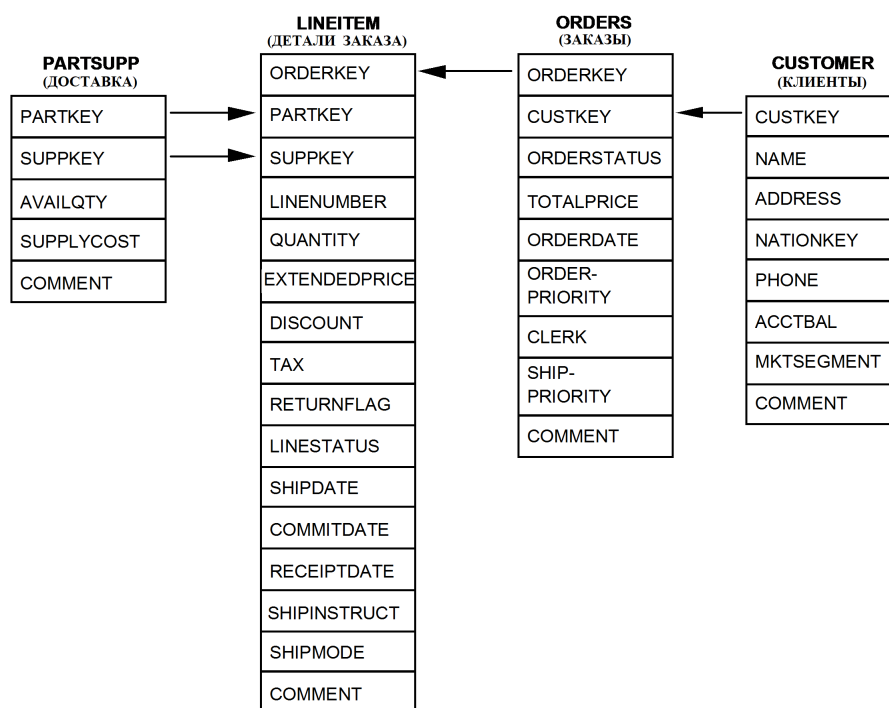 PARTSUPP
(ДОСТАВКА)
PARTKEY
SUPPKEY
AVAILQTY
SUPPLYCOST
COMMENT
LINEITEM
(ДЕТАЛИ ЗАКАЗА)
ORDERKEY
PARTKEY
SUPPKEY
LINENUMBER
QUANTITY
EXTENDEDPRICE
DISCOUNT
TAX
RETURNFLAG
LINESTATUS
SHIPDATE
COMMITDATE
RECEIPTDATE
SHIPINSTRUCT
SHIPMODE
COMMENT
ORDERS
(ЗАКАЗЫ)
ORDERKEY
CUSTKEY
ORDERSTATUS
TOTALPRICE
ORDERDATE
ORDER-
PRIORITY
CLERK
SHIP-
PRIORITY
COMMENT
CUSTOMER
(КЛИЕНТЫ)
CUSTKEY
NAME
ADDRESS
NATIONKEY
PHONE
ACCTBAL
MKTSEGMENT
COMMENT